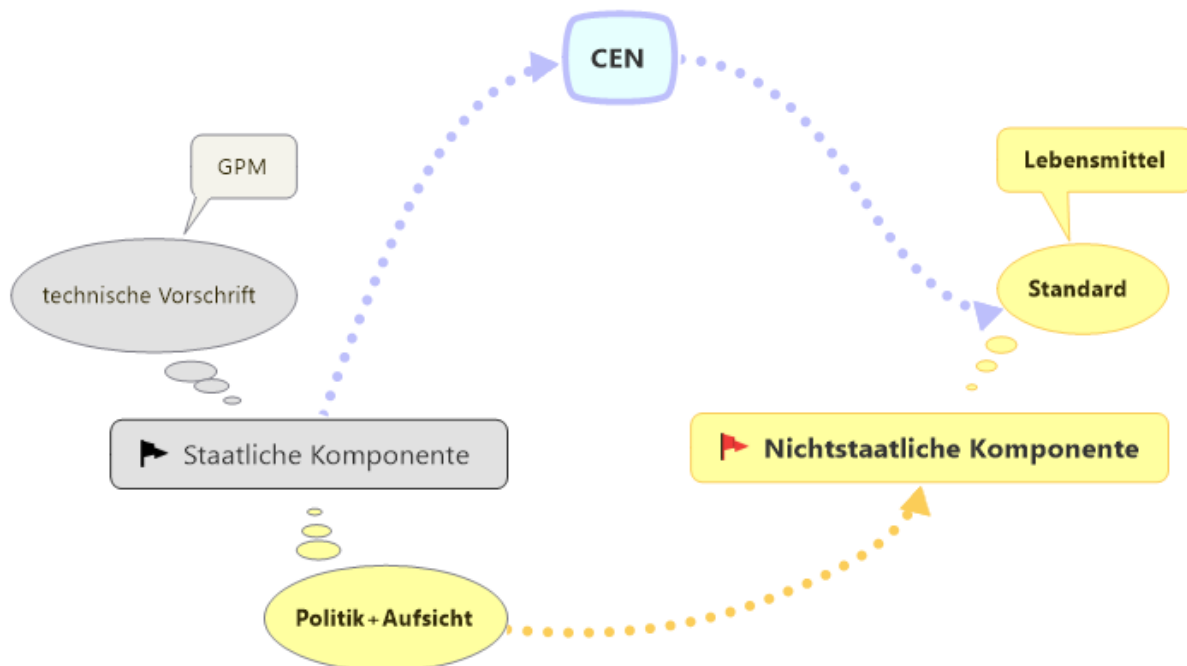 CEN
GPM
Lebensmittel
technische Vorschrift
Standard
Staatliche Komponente
Nichtstaatliche Komponente
Politik+Aufsicht